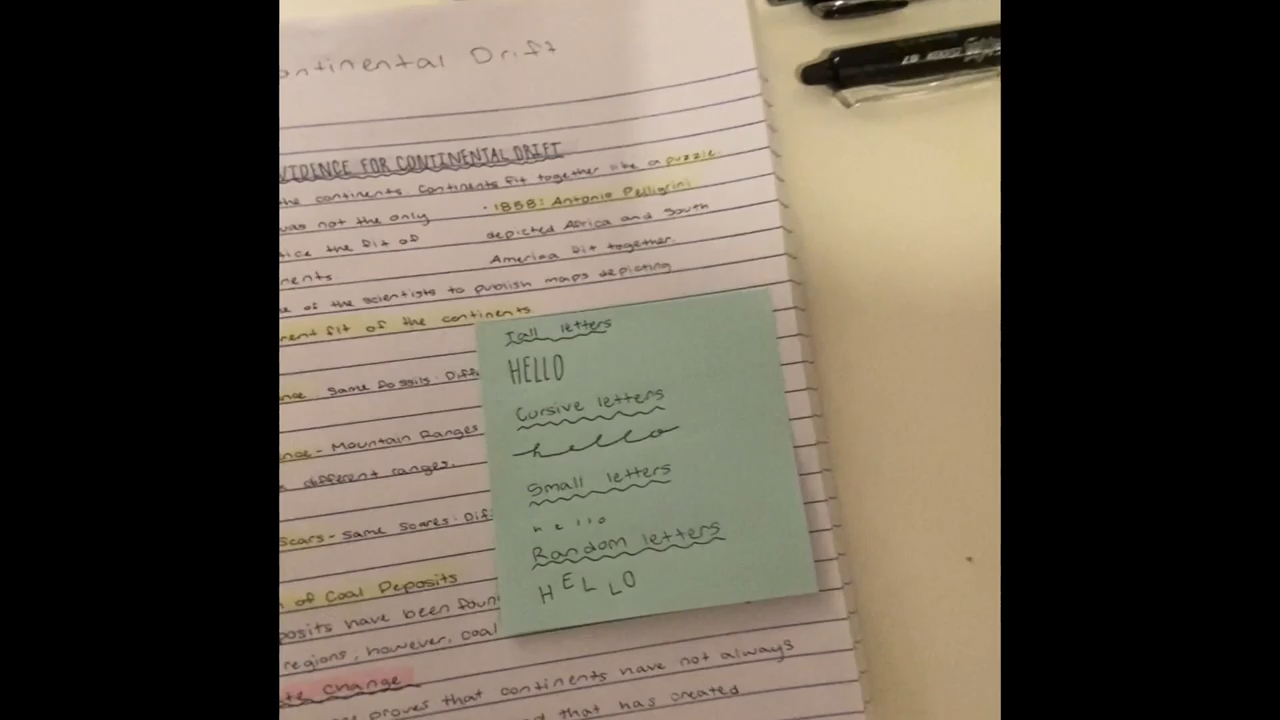 ontinental Drift
VIDENCE FOR CONTINENTAL DRIFT
the continents. Continents fit together like a puzzle.
was not the only
• 1858: Antonio Pelligrini
tice the fit of
depicted Africa and South
nents
America fit together.
of the scientists to publish maps depicting
rent fit of the continents
Same fossils: Diff
- Mountain Ranges
different ranges.
Scars - Same Scares: Dif
of Coal Deposits
posits have been foun
regions; however, coal
change
proves that continents have not always
that has created
Tall letters
HELLO
Cursive letters
hello
Small letters
hello
Random letters
HELLO